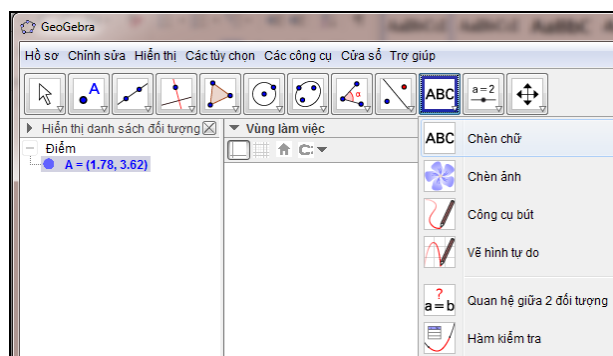 GeoGebra
Hồ sơ Chỉnh sửa Hiển thị Các tùy chọn Các công cụ Cửa sổ Trợ giúp
A
ABC
a=2
Hiển thị danh sách đối tượng
Vùng làm việc
Điểm
A = (1.78, 3.62)
ABC Chèn chữ
Chèn ảnh
Công cụ bút
Vẽ hình tự do
? a=b Quan hệ giữa 2 đối tượng
Hàm kiểm tra